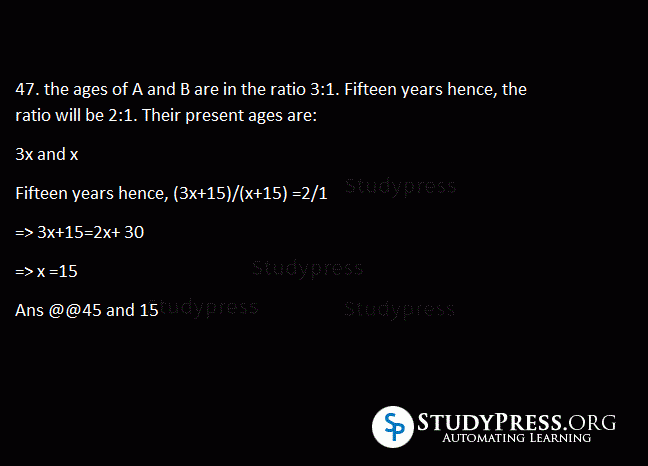 47. the ages of A and B are in the ratio 3:1. Fifteen years hence, the
ratio will be 2:1. Their present ages are:
3x and x
Studypress
Fifteen years hence, (3x+15)/(x+15) =2/1
=> 3x+15=2x+ 30
Studypress
=> x =15
Ans @@45 and 15
tudypress
Studypress
SP
STUDYPRESS.ORG
AUTOMATING LEARNING